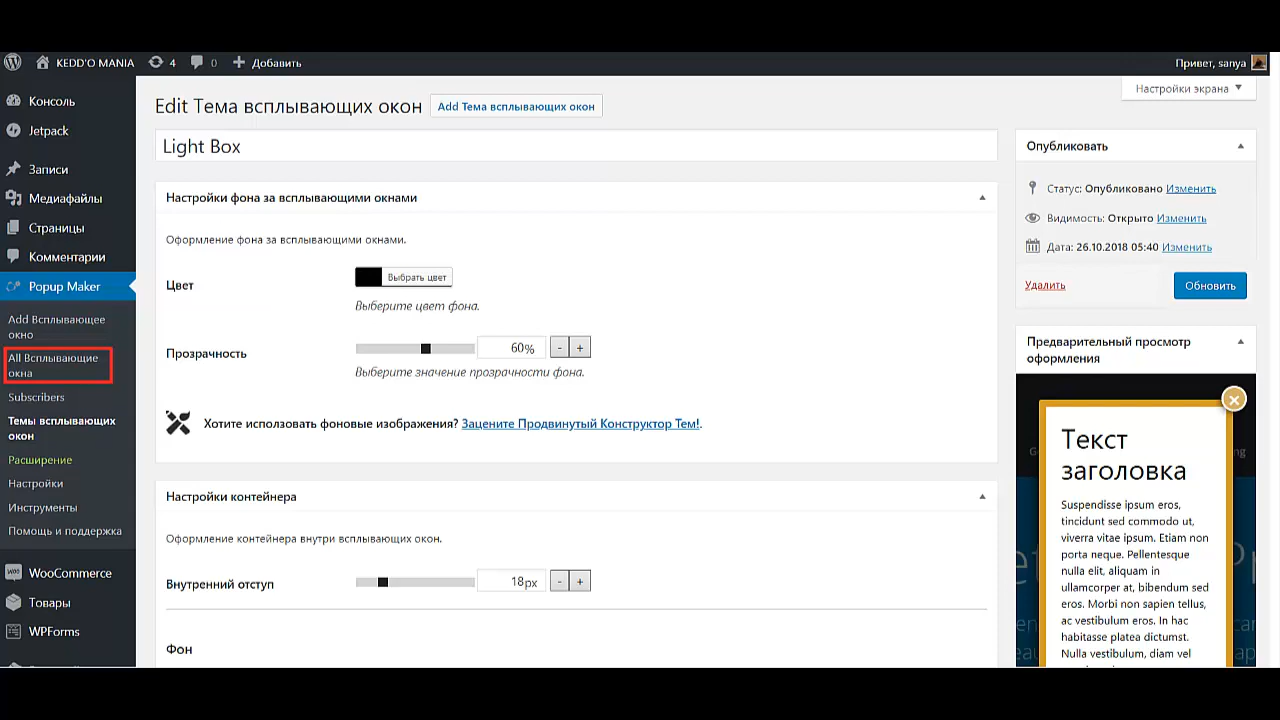 KEDD'O MANIA 4 0 Добавить Привет, sanya
Настройки экрана
Консоль
Jetpack
Записи
Медиафайлы
Страницы
Комментарии
Popup Maker
Add Всплывающее
окно
All Всплывающие
окна
Subscribers
Темы всплывающих
окон
Расширение
Настройки
Инструменты
Помощь и поддержка
WooCommerce
Товары
WPForms
Edit Тема всплывающих окон Add Тема всплывающих окон
Light Box
Настройки фона за всплывающими окнами
Оформление фона за всплывающими окнами.
Цвет Выбрать цвет
Выберите цвет фона.
Прозрачность 60% - +
Выберите значение прозрачности фона.
Хотите исползовать фоновые изображения? Зацените Продвинутый Конструктор Тем!.
Настройки контейнера
Оформление контейнера внутри всплывающих окон.
Внутренний отступ 18px - +
Фон
Опубликовать
Статус: Опубликовано Изменить
Видимость: Открыто Изменить
Дата: 26.10.2018 05:40 Изменить
Удалить Обновить
Предварительный просмотр
оформления
Текст
заголовка
Suspendisse ipsum eros,
tincidunt sed commodo ut,
viverra vitae ipsum. Etiam non
porta neque. Pellentesque
nulla elit, aliquam in
ullamcorper at, bibendum sed
eros. Morbi non sapien tellus,
ac vestibulum eros. In hac
habitasse platea dictumst.
Nulla vestibulum, diam vel